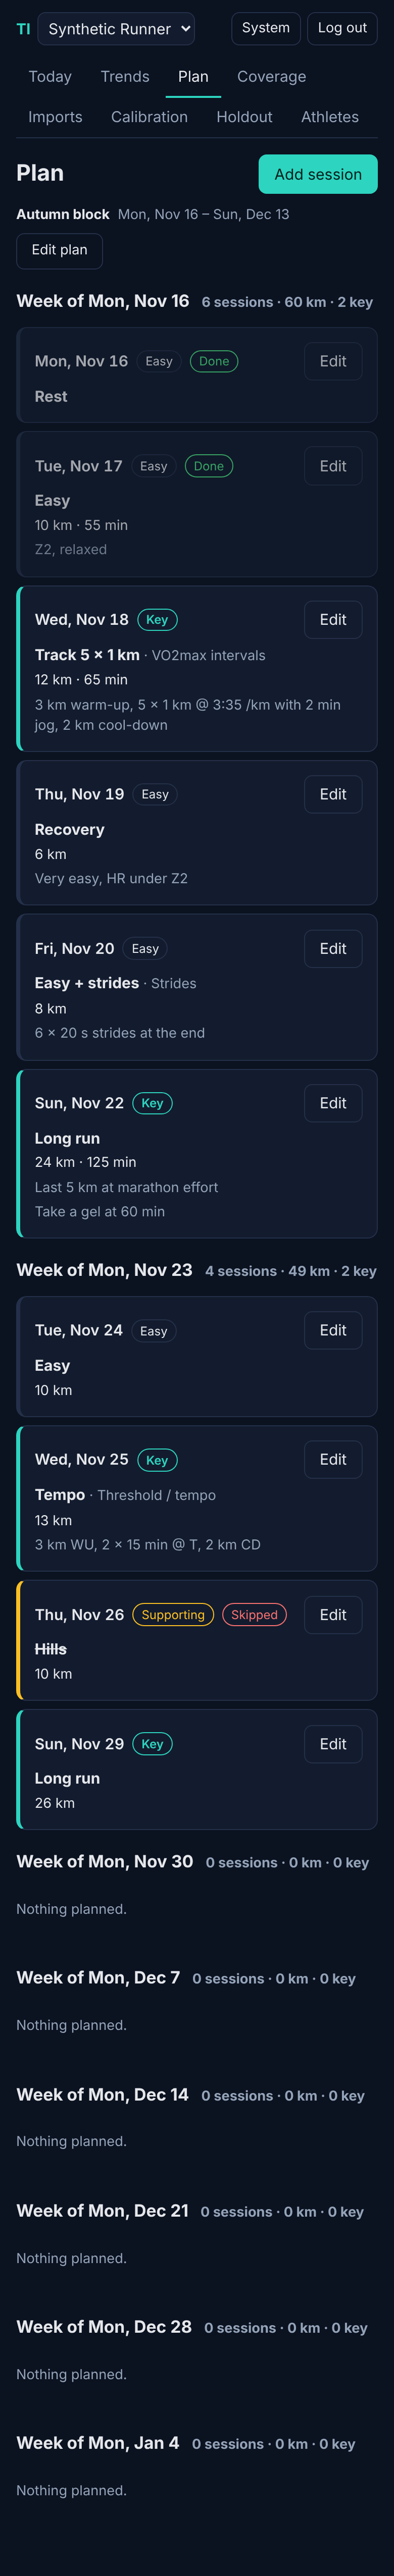 TI Synthetic Runner System Log out
Today Trends Plan Coverage
Imports Calibration Holdout Athletes
Plan Add session
Autumn block Mon, Nov 16 – Sun, Dec 13
Edit plan
Week of Mon, Nov 16 6 sessions · 60 km · 2 key
Mon, Nov 16 Easy Done Edit
Rest
Tue, Nov 17 Easy Done Edit
Easy
10 km · 55 min
Z2, relaxed
Wed, Nov 18 Key Edit
Track 5 × 1 km · VO2max intervals
12 km · 65 min
3 km warm-up, 5 × 1 km @ 3:35 /km with 2 min
jog, 2 km cool-down
Thu, Nov 19 Easy Edit
Recovery
6 km
Very easy, HR under Z2
Fri, Nov 20 Easy Edit
Easy + strides · Strides
8 km
6 × 20 s strides at the end
Sun, Nov 22 Key Edit
Long run
24 km · 125 min
Last 5 km at marathon effort
Take a gel at 60 min
Week of Mon, Nov 23 4 sessions · 49 km · 2 key
Tue, Nov 24 Easy Edit
Easy
10 km
Wed, Nov 25 Key Edit
Tempo · Threshold / tempo
13 km
3 km WU, 2 × 15 min @ T, 2 km CD
Thu, Nov 26 Supporting Skipped Edit
Hills
10 km
Sun, Nov 29 Key Edit
Long run
26 km
Week of Mon, Nov 30 0 sessions · 0 km · 0 key
Nothing planned.
Week of Mon, Dec 7 0 sessions · 0 km · 0 key
Nothing planned.
Week of Mon, Dec 14 0 sessions · 0 km · 0 key
Nothing planned.
Week of Mon, Dec 21 0 sessions · 0 km · 0 key
Nothing planned.
Week of Mon, Dec 28 0 sessions · 0 km · 0 key
Nothing planned.
Week of Mon, Jan 4 0 sessions · 0 km · 0 key
Nothing planned.